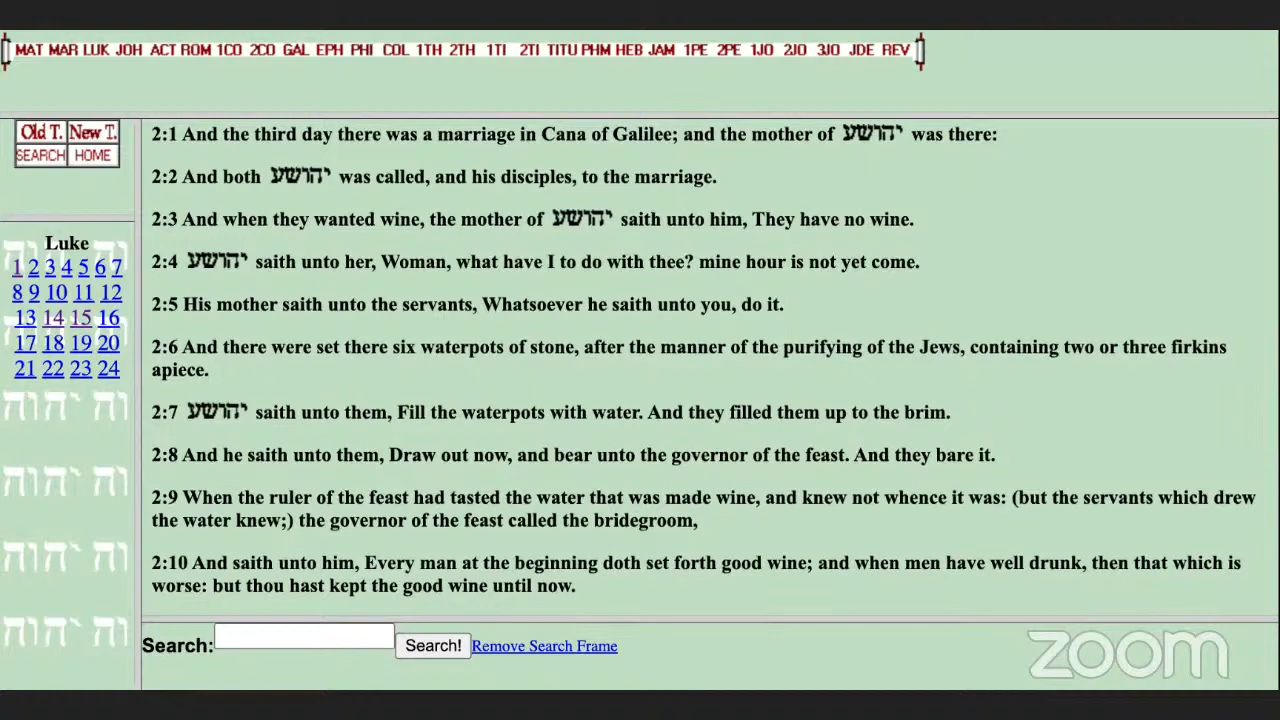 MAT MAR LUK JOH ACT ROM 1CO 2CO GAL EPH PHI COL 1TH 2TH 1TI 2TI TITU PHM HEB JAM 1PE 2PE 1JO 2JO 3JO JDE REV
Old T. New T.
SEARCH HOME
Luke
1 2 3 4 5 6 7
8 9 10 11 12
13 14 15 16
17 18 19 20
21 22 23 24
2:1 And the third day there was a marriage in Cana of Galilee; and the mother of יהושע was there:
2:2 And both יהושע was called, and his disciples, to the marriage.
2:3 And when they wanted wine, the mother of יהושע saith unto him, They have no wine.
2:4 יהושע saith unto her, Woman, what have I to do with thee? mine hour is not yet come.
2:5 His mother saith unto the servants, Whatsoever he saith unto you, do it.
2:6 And there were set there six waterpots of stone, after the manner of the purifying of the Jews, containing two or three firkins
apiece.
2:7 יהושע saith unto them, Fill the waterpots with water. And they filled them up to the brim.
2:8 And he saith unto them, Draw out now, and bear unto the governor of the feast. And they bare it.
2:9 When the ruler of the feast had tasted the water that was made wine, and knew not whence it was: (but the servants which drew
the water knew;) the governor of the feast called the bridegroom,
2:10 And saith unto him, Every man at the beginning doth set forth good wine; and when men have well drunk, then that which is
worse: but thou hast kept the good wine until now.
וה יהוה
וה יהוה
וה יהוה
וה יהוה
Search: Search! Remove Search Frame
zoom